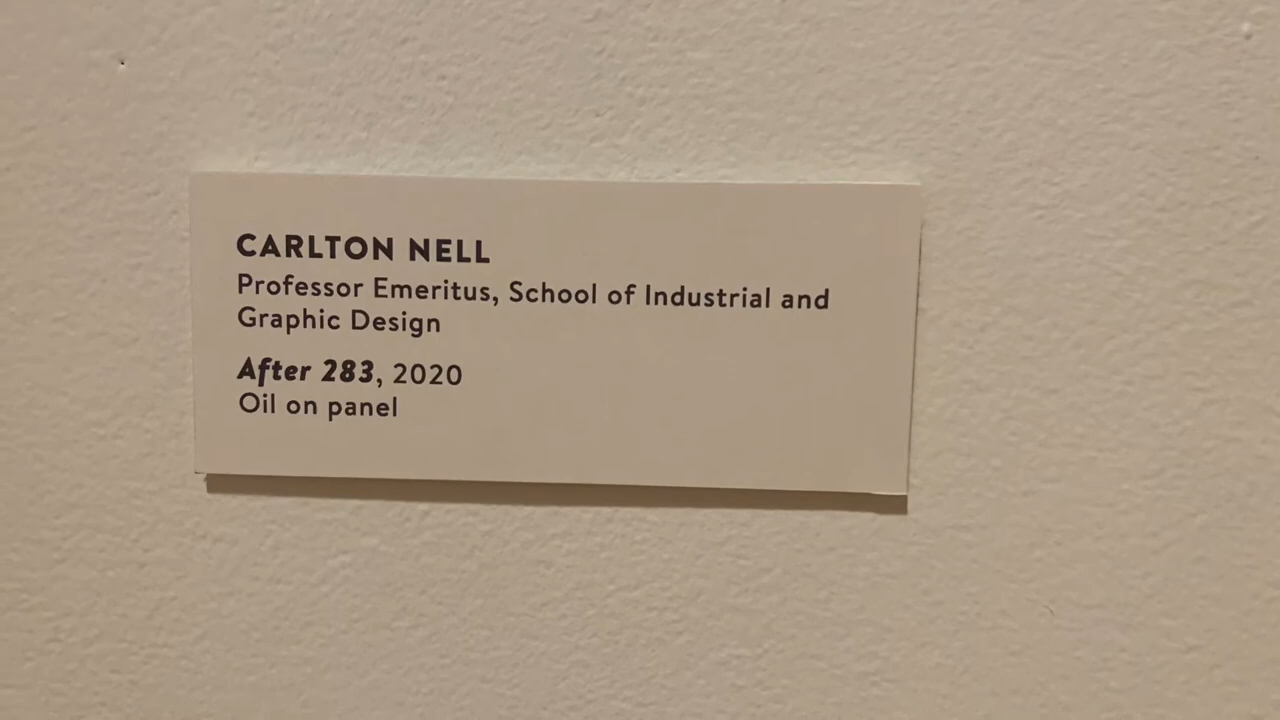 CARLTON NELL
Professor Emeritus, School of Industrial and
Graphic Design
After 283, 2020
Oil on panel